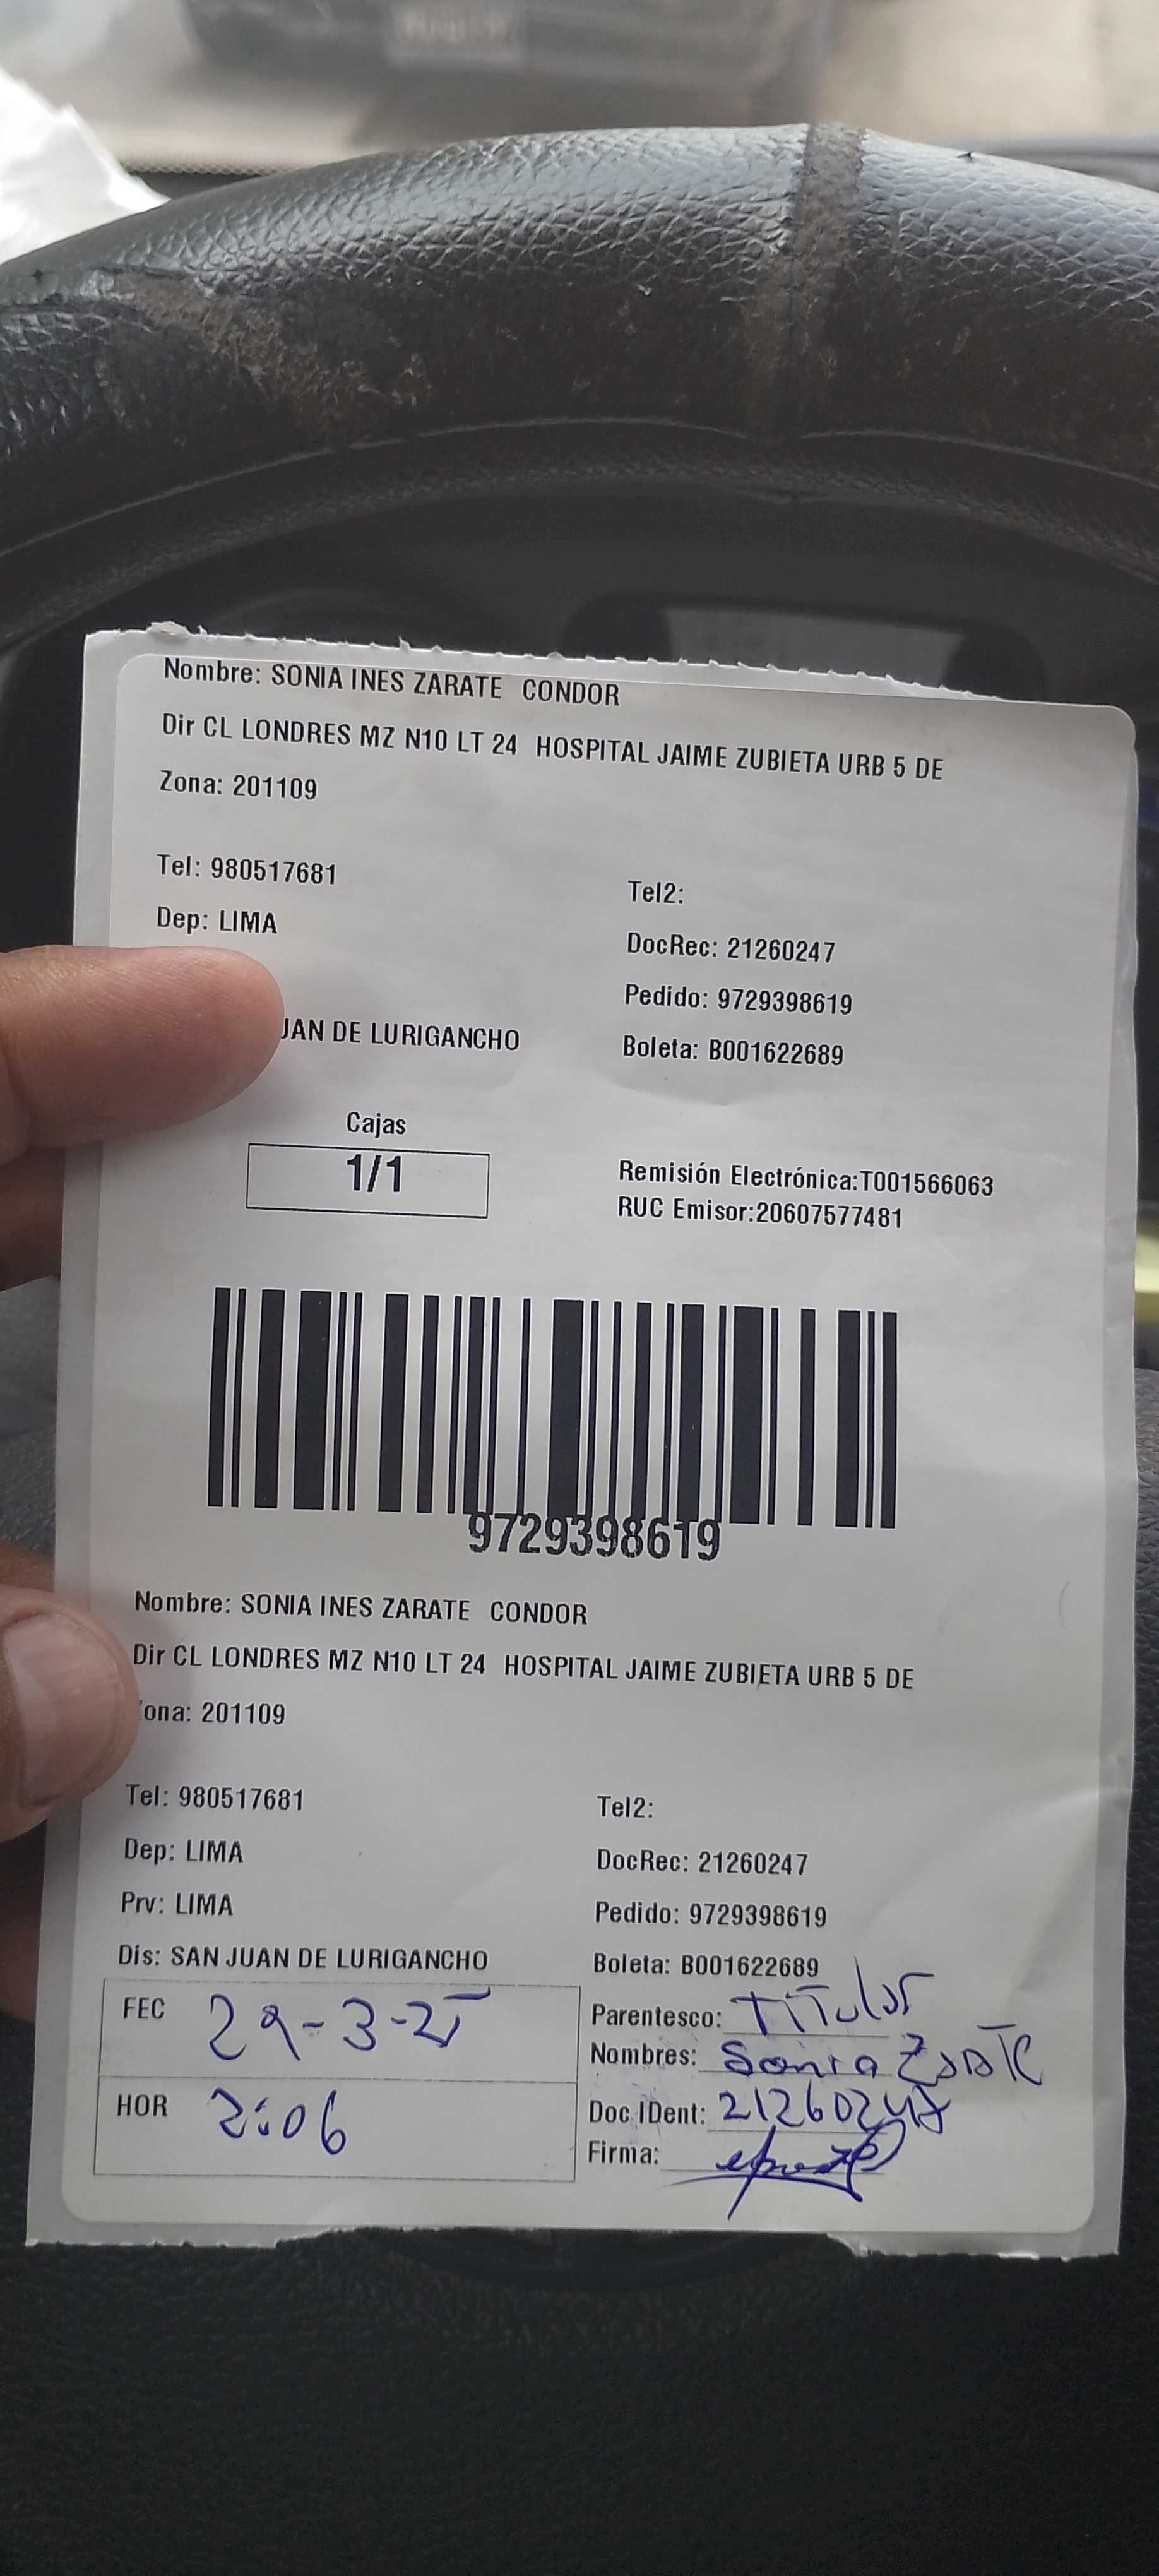 Nombre: SONIA INES ZARATE CONDOR
Dir CL LONDRES MZ N10 LT 24 HOSPITAL JAIME ZUBIETA URB 5 DE
Zona: 201109
Tel: 980517681
Tel2:
Dep: LIMA
DocRec: 21260247
Pedido: 9729398619
JAN DE LURIGANCHO
Boleta: B001622689
Cajas
1/1
Remisión Electrónica:T001566063
RUC Emisor:20607577481
9729398619
Nombre: SONIA INES ZARATE CONDOR
Dir CL LONDRES MZ N10 LT 24 HOSPITAL JAIME ZUBIETA URB 5 DE
ona: 201109
Tel: 980517681
Tel2:
Dep: LIMA
DocRec: 21260247
Prv: LIMA
Pedido: 9729398619
Dis: SAN JUAN DE LURIGANCHO
Boleta: B001622689
FEC 29-3-25
Parentesco: Titular
Nombres: Sonia
HOR 2:06
Doc IDent: 21260247
Firma: